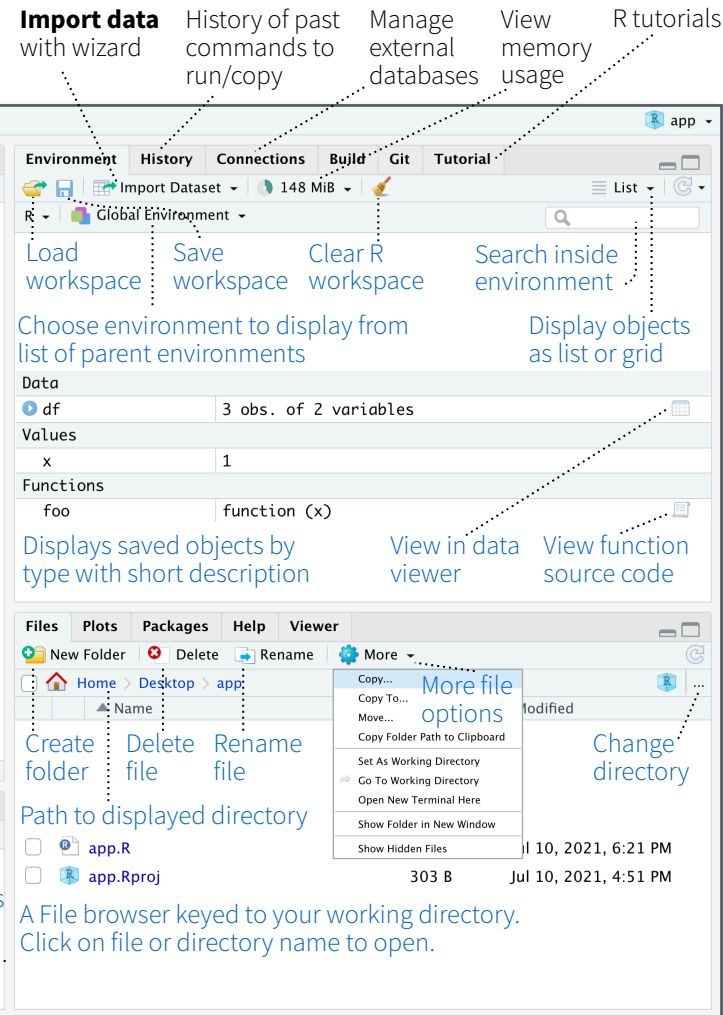 Import data
with wizard
History of past
commands to
run/copy
Manage
external
databases
View
memory
usage
R tutorials
app
Environment History Connections Build Git Tutorial
Import Dataset 148 MiB List
R Global Environment
Load
workspace
Save
workspace
Clear R
workspace
Search inside
environment
Choose environment to display from
list of parent environments
Display objects
as list or grid
Data
df 3 obs. of 2 variables
Values
x 1
Functions
foo function (x)
Displays saved objects by
type with short description
View in data
viewer
View function
source code
Files Plots Packages Help Viewer
New Folder Delete Rename More
Home > Desktop > app
...
Name Modified
Copy...
Copy To...
Move...
Copy Folder Path to Clipboard
Set As Working Directory
Go To Working Directory
Open New Terminal Here
Show Folder in New Window
Show Hidden Files
More file
options
Create
folder
Delete
file
Rename
file
Change
directory
Path to displayed directory
app.R Jul 10, 2021, 6:21 PM
app.Rproj 303 B Jul 10, 2021, 4:51 PM
s
A File browser keyed to your working directory.
Click on file or directory name to open.